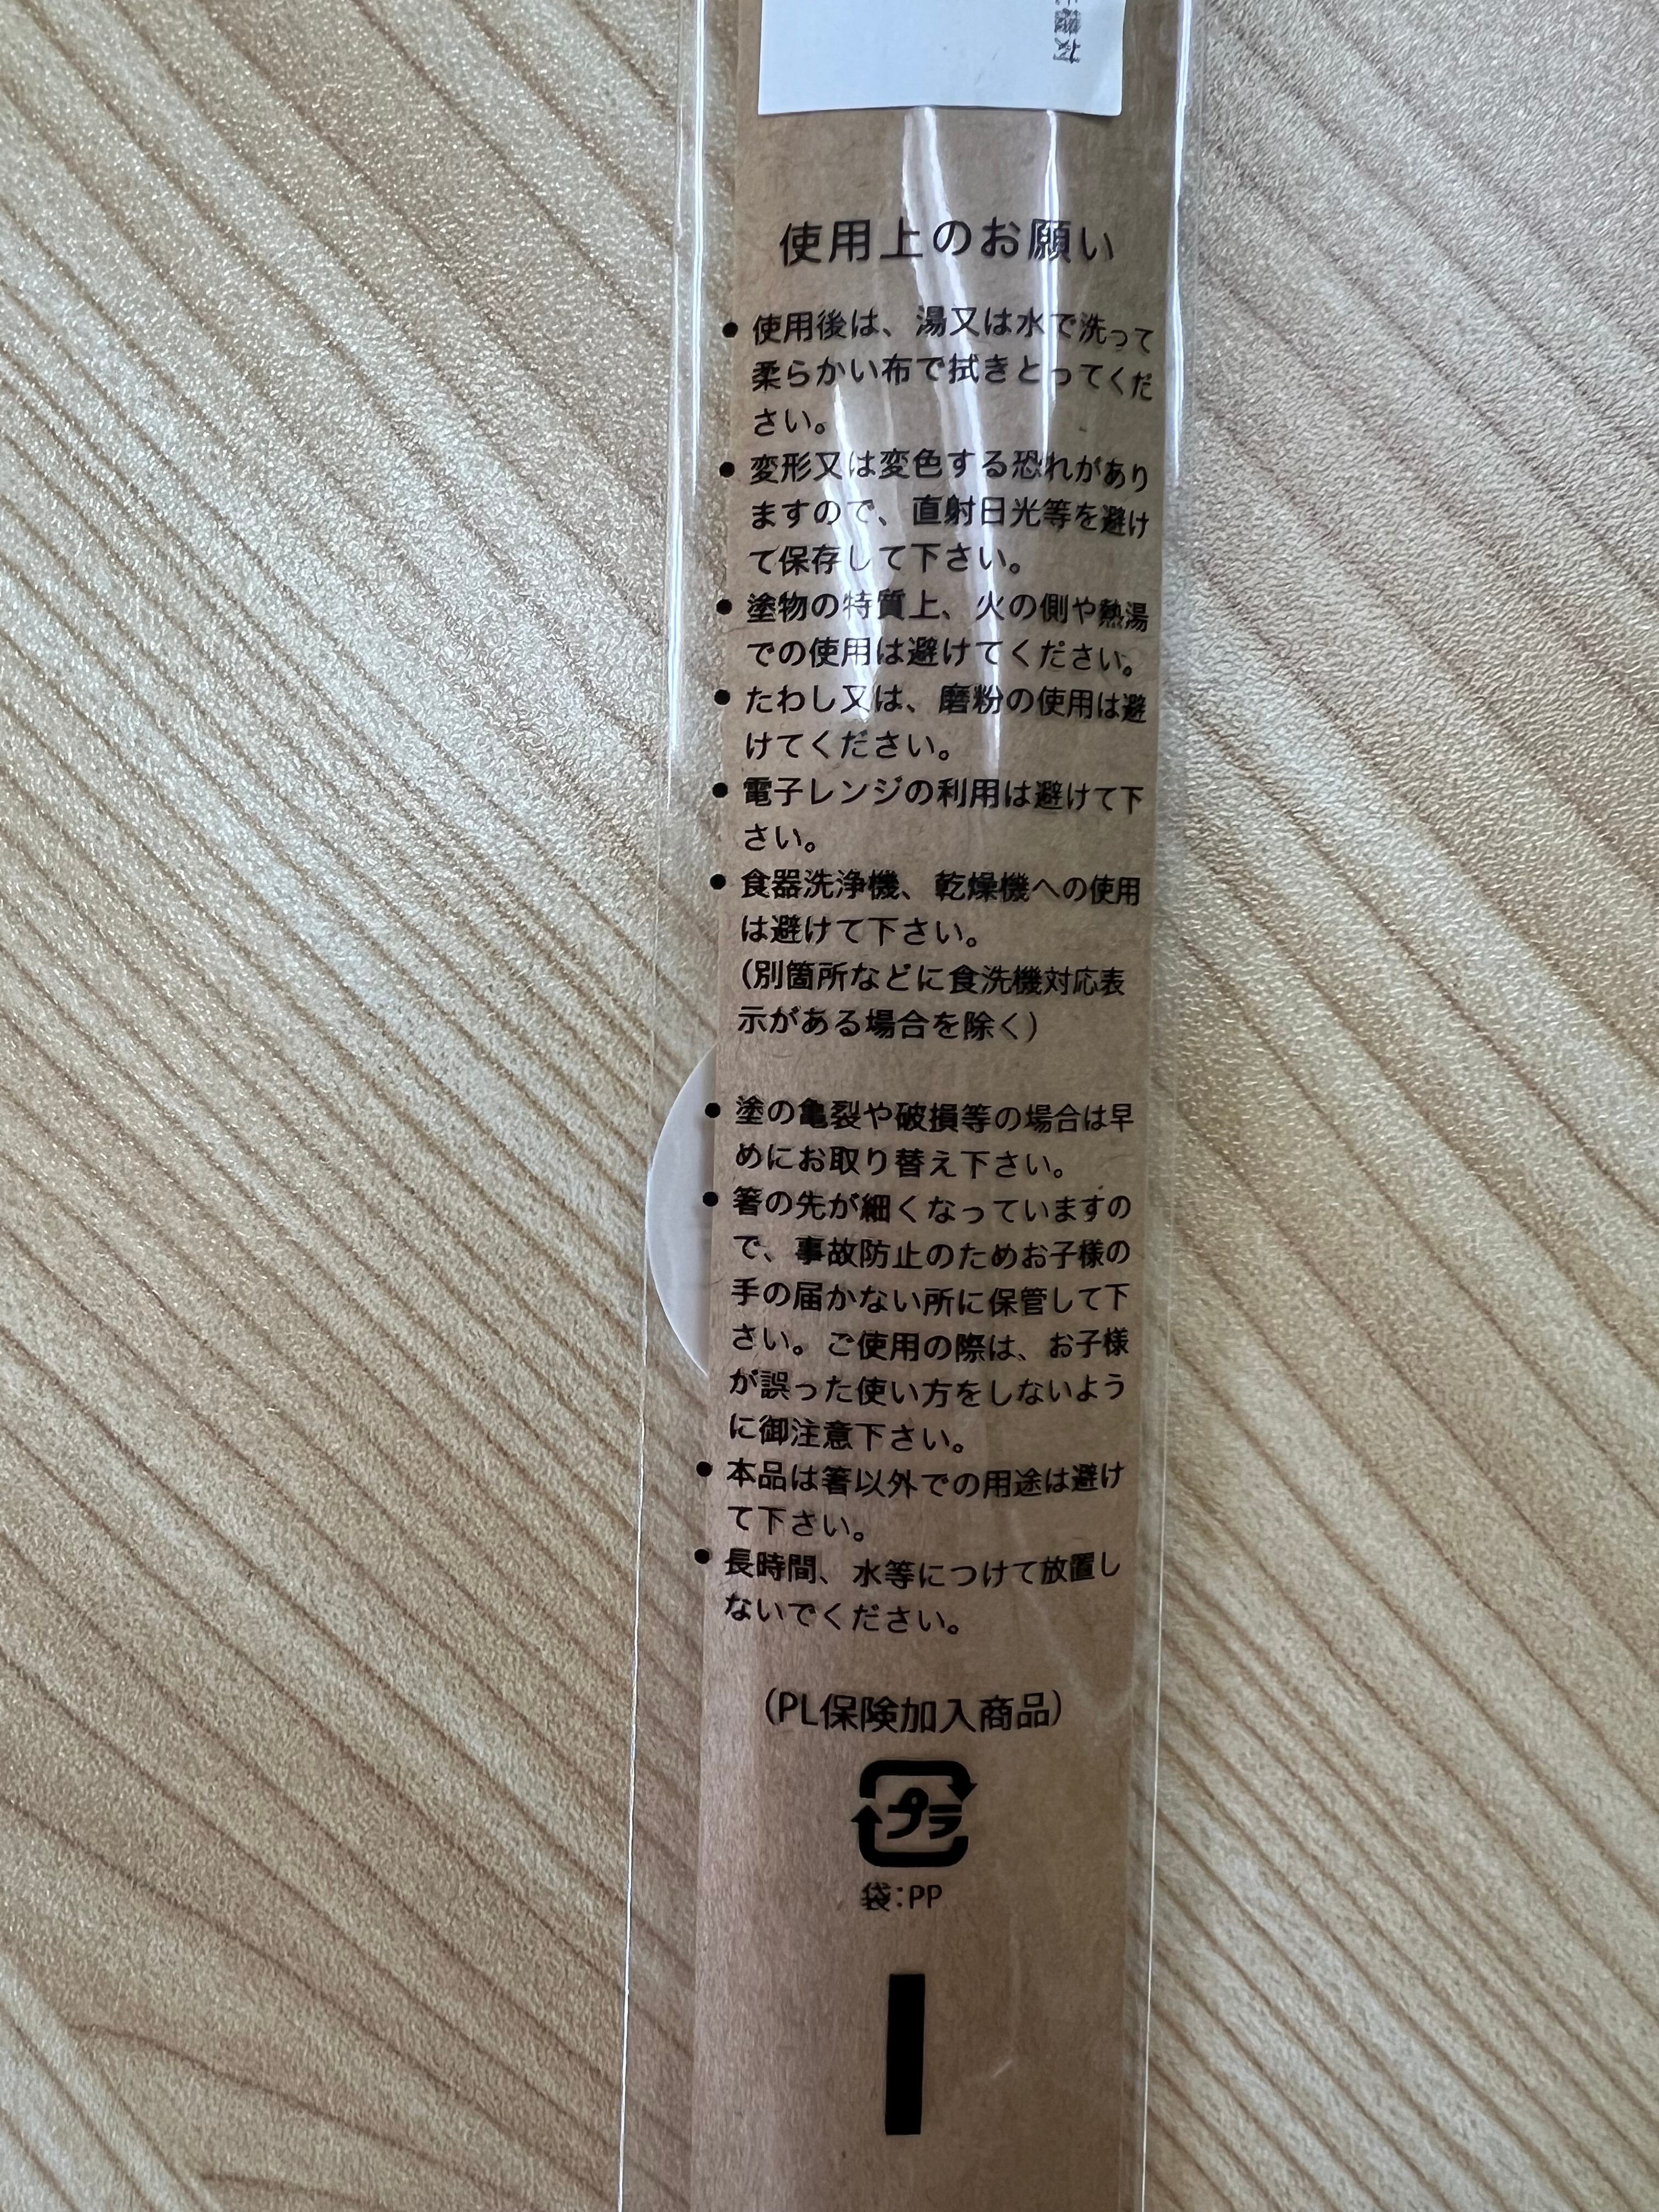 使用上のお願い
●使用後は、湯又は水で洗って
柔らかい布で拭きとってくだ
さい。
●変形又は変色する恐れがあり
ますので、直射日光等を避け
て保存して下さい。
●塗物の特質上、火の側や熱湯
での使用は避けてください。
●たわし又は、磨粉の使用は避
けてください。
●電子レンジの利用は避けて下
さい。
●食器洗浄機、乾燥機への使用
は避けて下さい。
(別箇所などに食洗機対応表
示がある場合を除く)
●塗の亀裂や破損等の場合は早
めにお取り替え下さい。
●箸の先が細くなっていますの
で、事故防止のためお子様の
手の届かない所に保管して下
さい。ご使用の際は、お子様
が誤った使い方をしないよう
に御注意下さい。
●本品は箸以外での用途は避け
て下さい。
●長時間、水等につけて放置し
ないでください。
(PL保険加入商品)
プラ
袋:PP